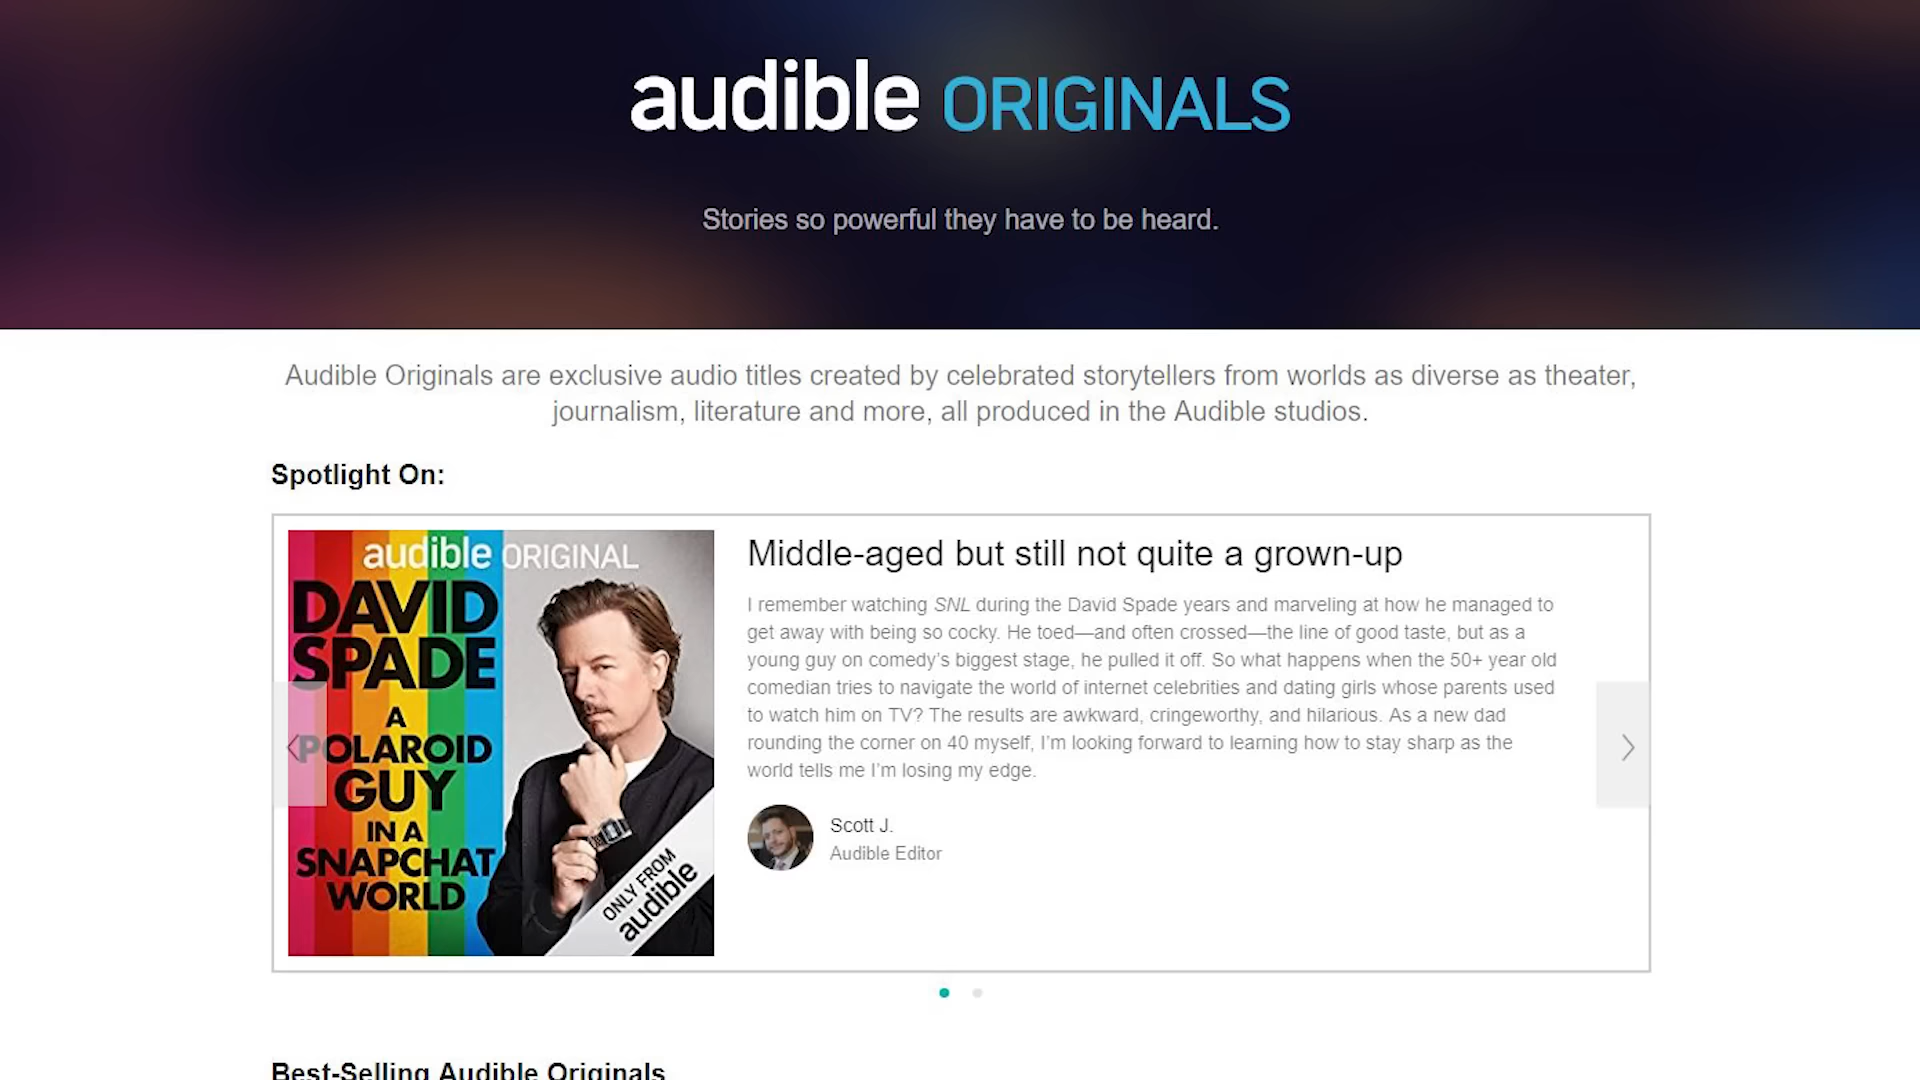 audible ORIGINALS
Stories so powerful they have to be heard.
Audible Originals are exclusive audio titles created by celebrated storytellers from worlds as diverse as theater,
journalism, literature and more, all produced in the Audible studios.
Spotlight On:
audible ORIGINAL
DAVID
SPADE
A
POLAROID
GUY
IN A
SNAPCHAT
WORLD
ONLY FROM
audible
Middle-aged but still not quite a grown-up
I remember watching SNL during the David Spade years and marveling at how he managed to
get away with being so cocky. He toed—and often crossed—the line of good taste, but as a
young guy on comedy’s biggest stage, he pulled it off. So what happens when the 50+ year old
comedian tries to navigate the world of internet celebrities and dating girls whose parents used
to watch him on TV? The results are awkward, cringeworthy, and hilarious. As a new dad
rounding the corner on 40 myself, I’m looking forward to learning how to stay sharp as the
world tells me I’m losing my edge.
Scott J.
Audible Editor
Best-Selling Audible Originals